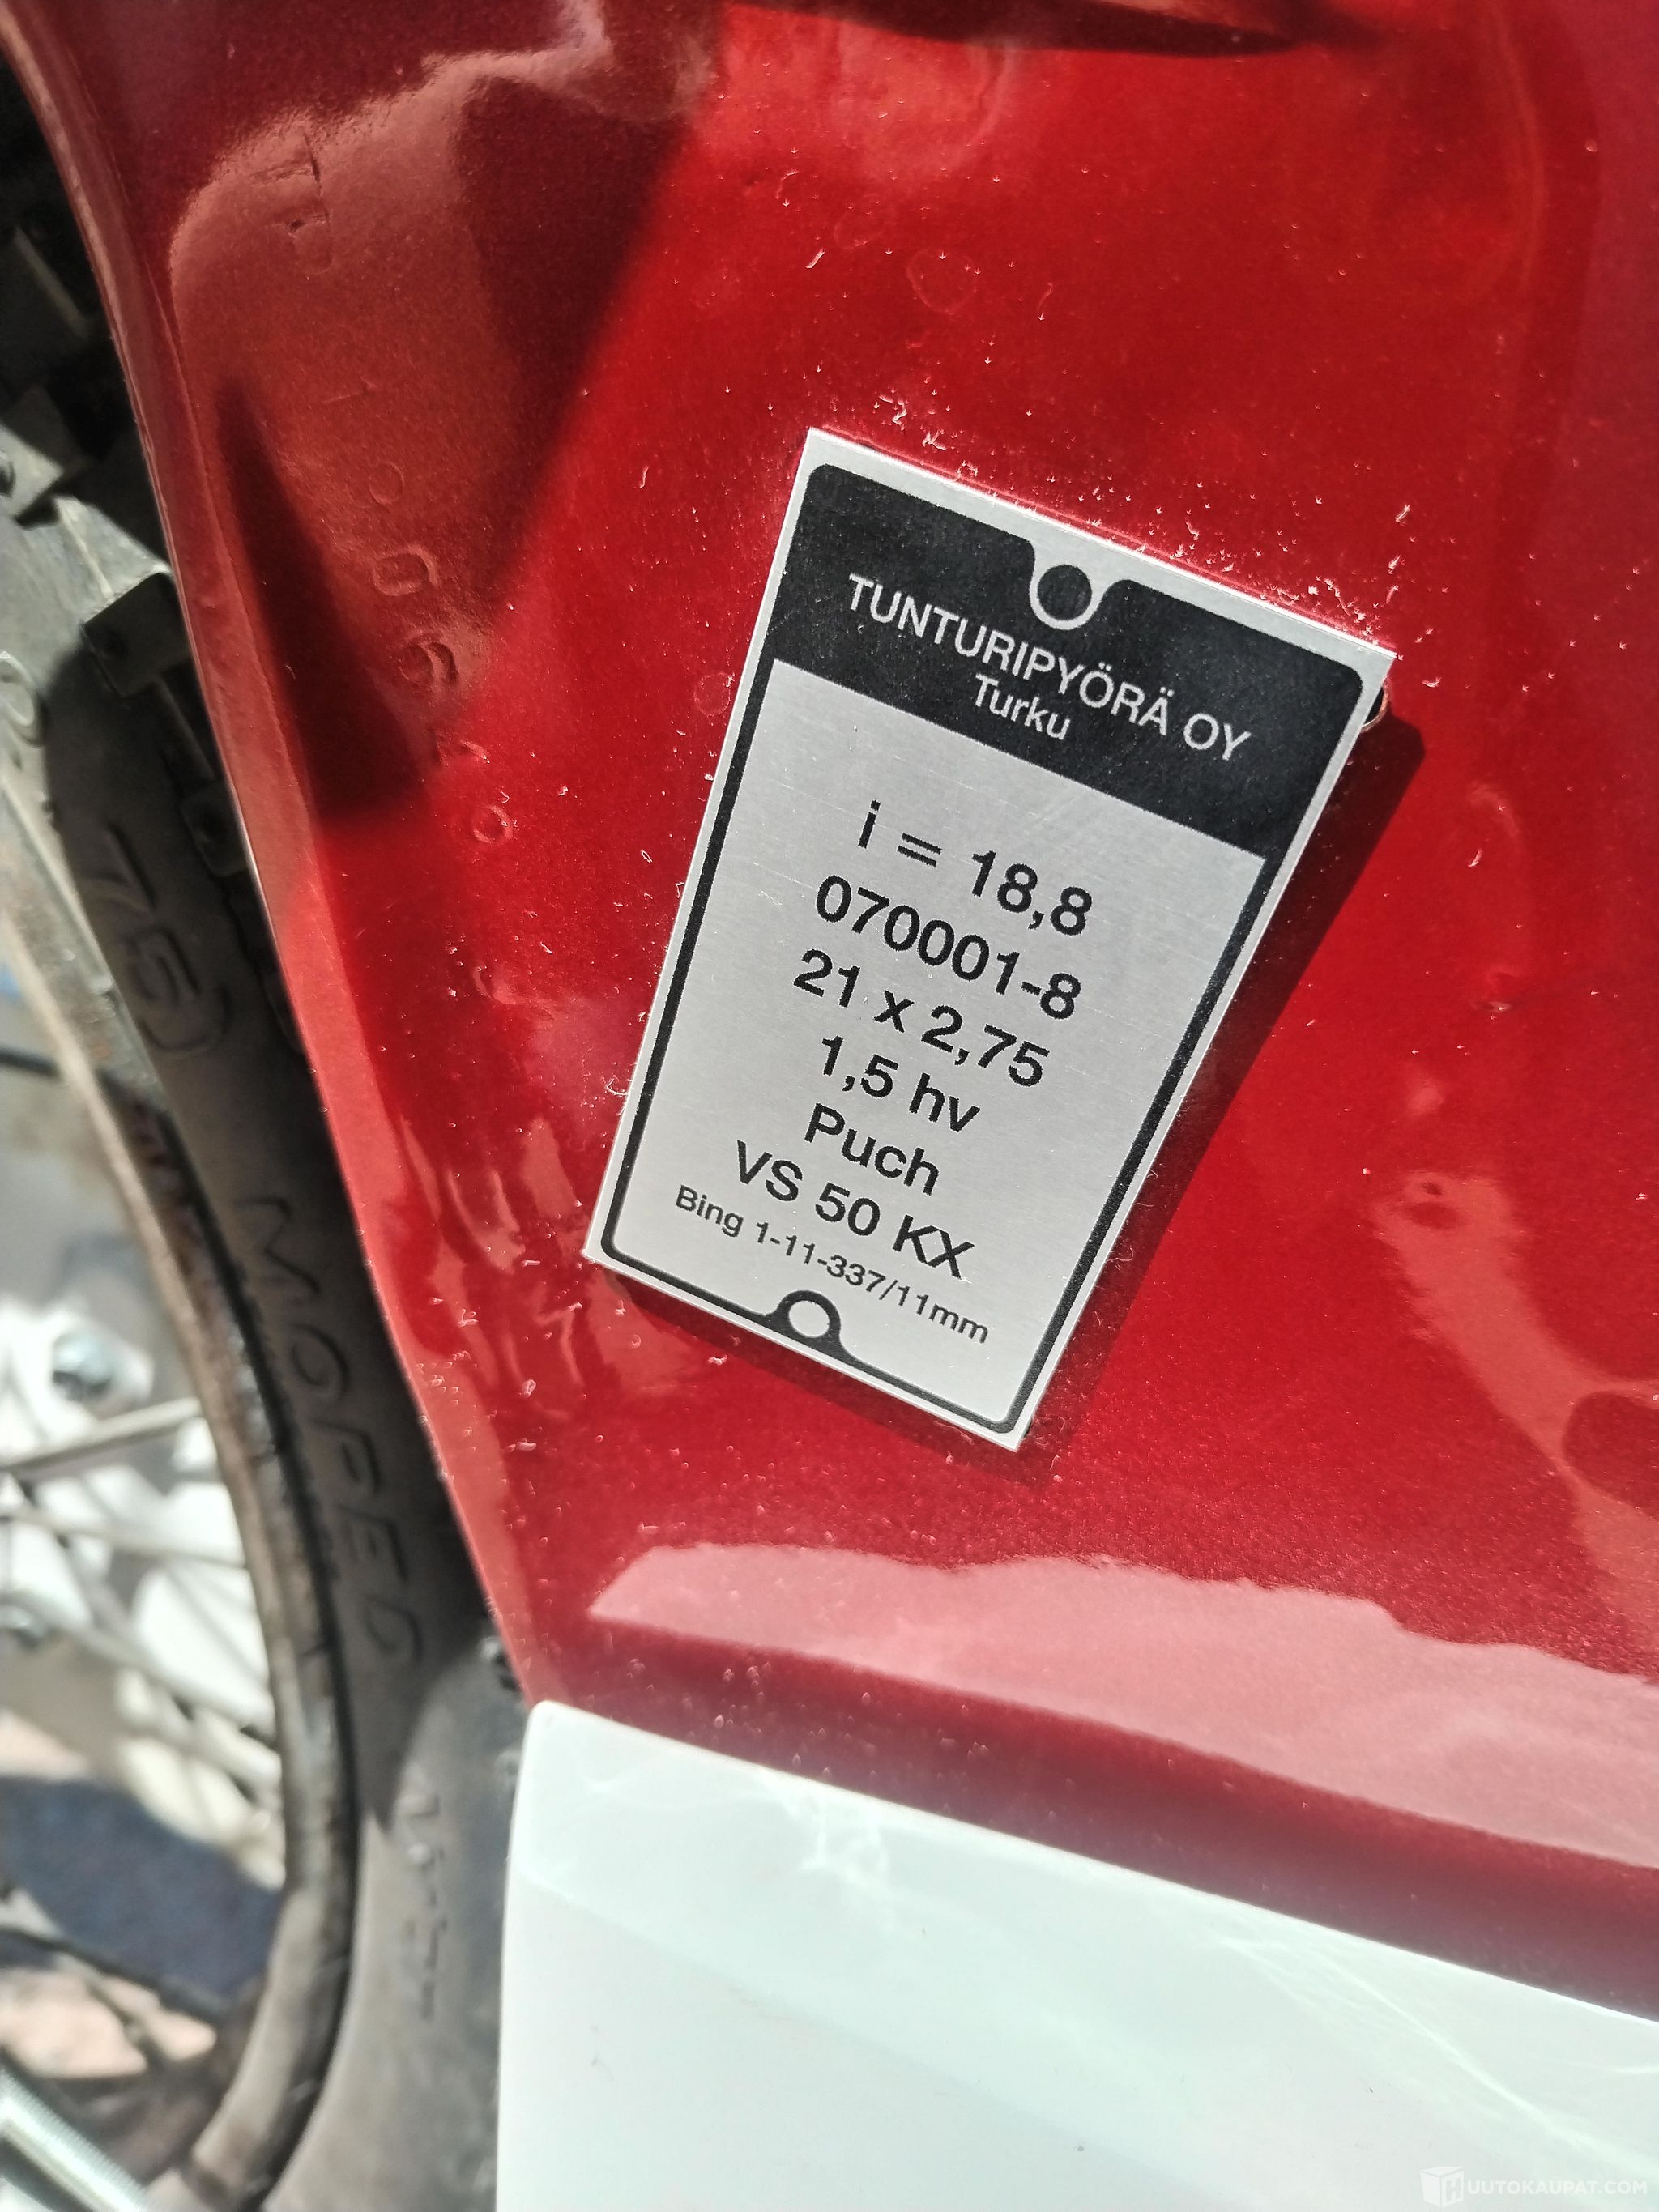 TUNTURIPYÖRÄ OY
Turku
i = 18,8
070001-8
21 x 2,75
1,5 hv
Puch
VS 50 KX
Bing 1-11-337/11mm
MOPED
HUUTOKAUPAT.COM